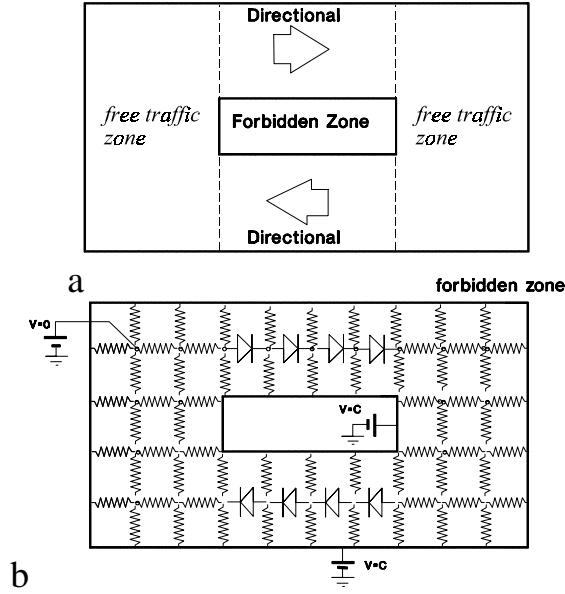 Directional
free traffic
zone
Forbidden Zone
free traffic
zone
Directional
a
forbidden zone
V=0
V=C
b
V=C